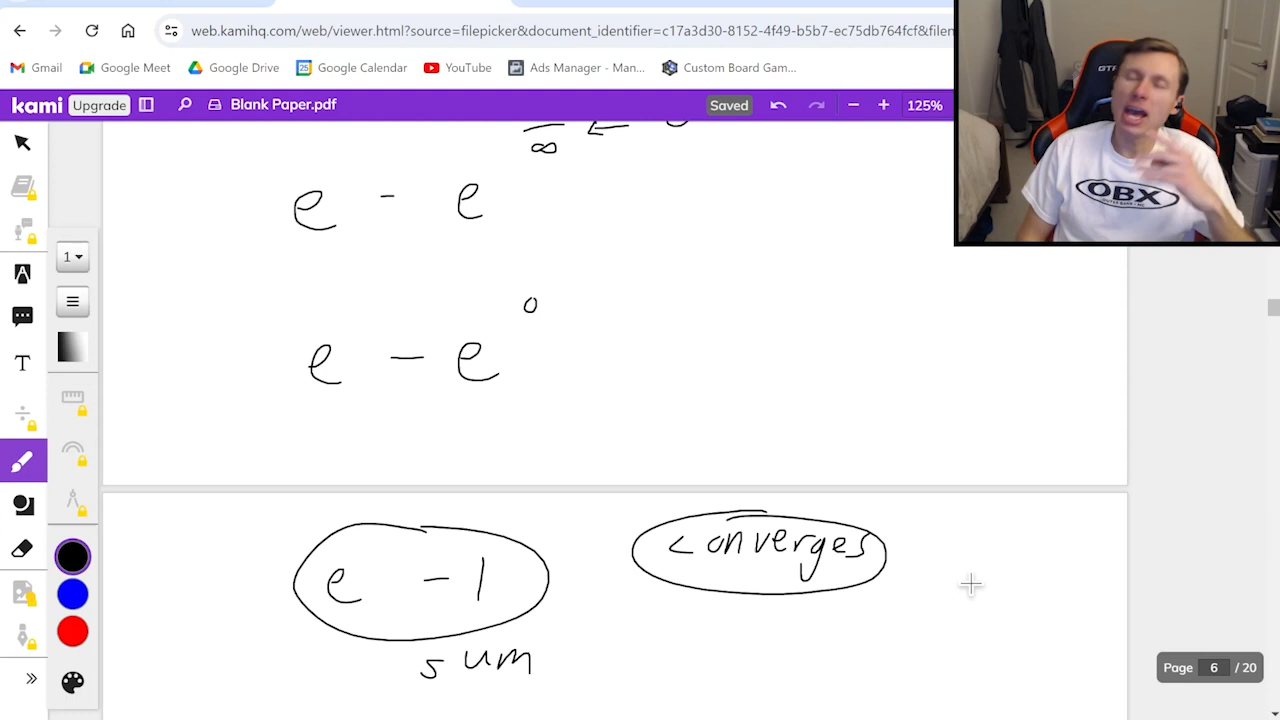 www.kamihq.com/web/viewer.html?source=filepicker&document_identifier=c17a3d30-8152-4f49-b5b7-ec75db764fcf&filen
Gmail Google Meet Google Drive Google Calendar YouTube Ads Manager - Man... Custom Board Gam...
kami Upgrade Blank Paper.pdf Saved 125%
∞
e - e
e - e⁰
e - 1
converges
sum
1
T
Page 6 / 20
OBX